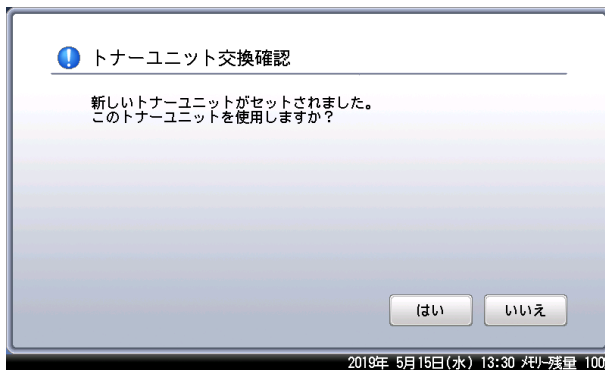 トナーユニット交換確認
新しいトナーユニットがセットされました。
このトナーユニットを使用しますか？
はい いいえ
2019年 5月15日(水) 13:30 ﾒﾓﾘｰ残量 100